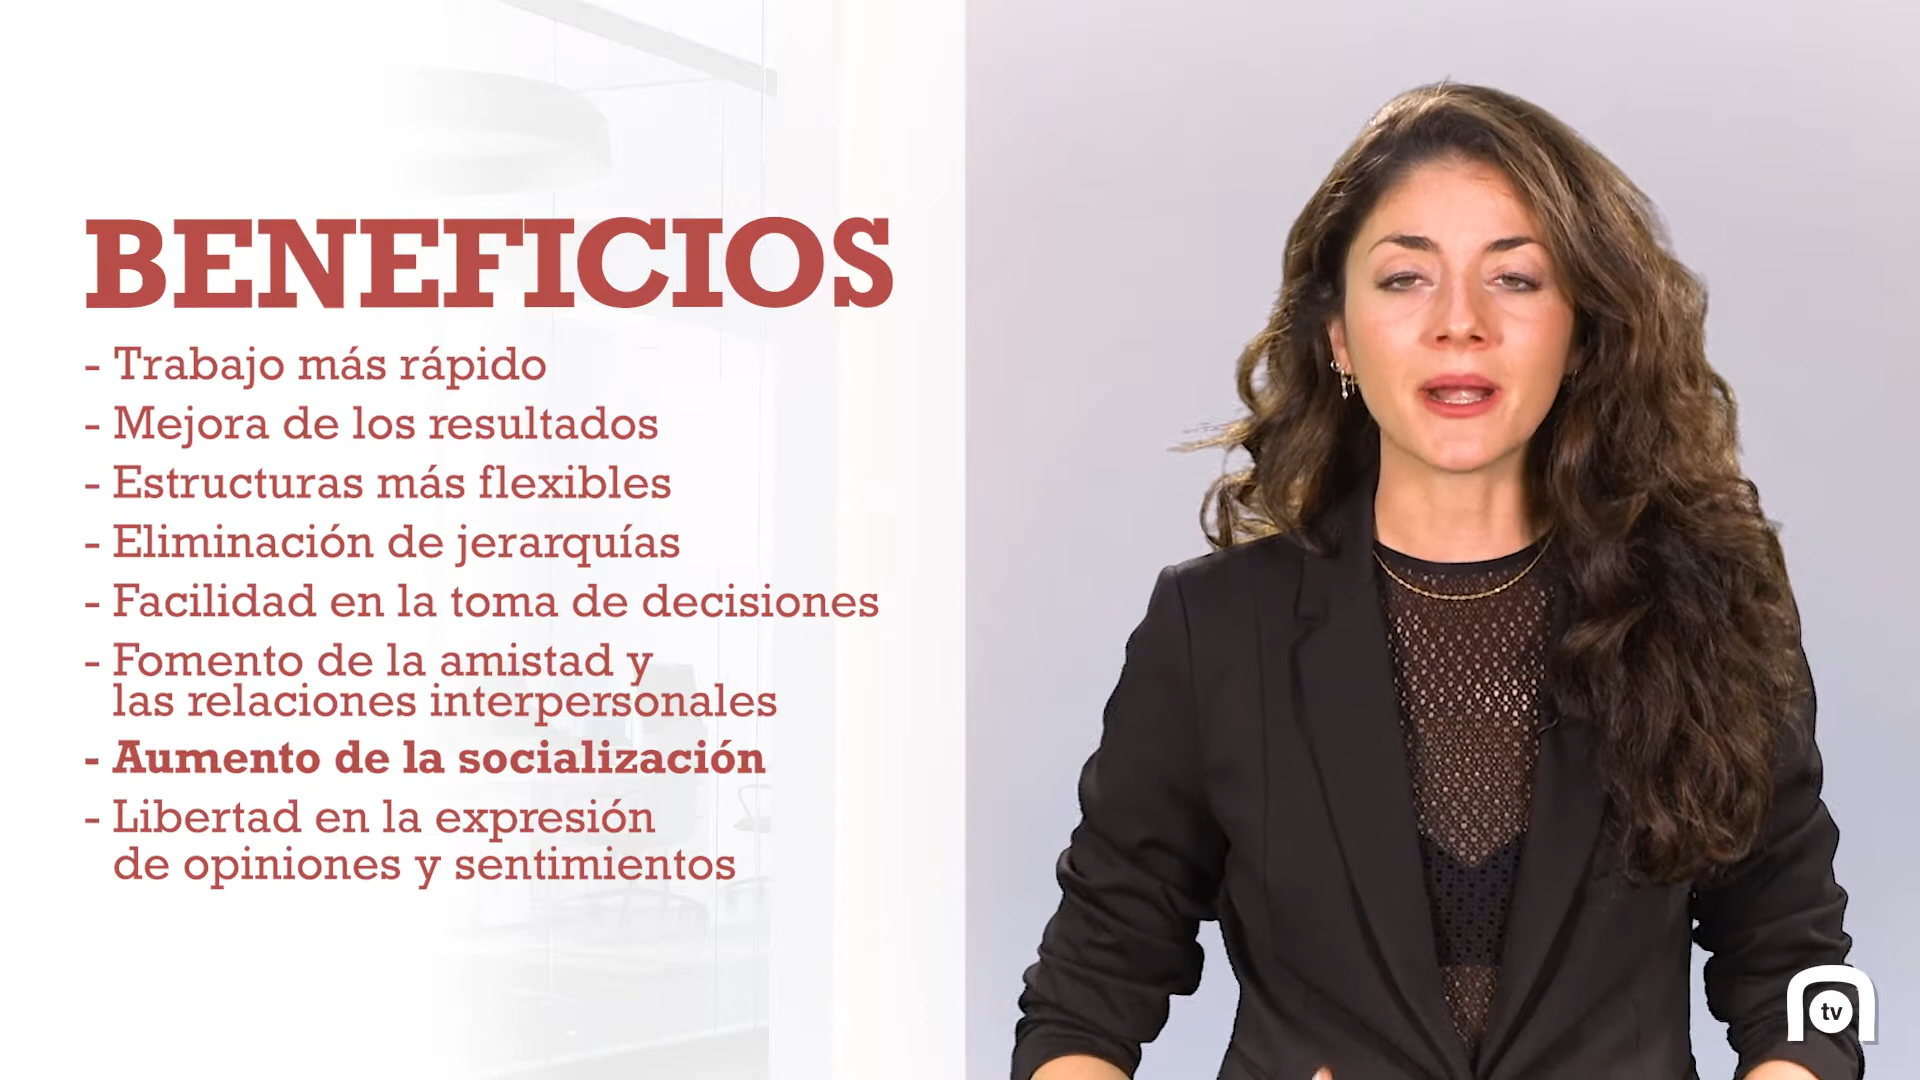 BENEFICIOS
- Trabajo más rápido
- Mejora de los resultados
- Estructuras más flexibles
- Eliminación de jerarquías
- Facilidad en la toma de decisiones
- Fomento de la amistad y
las relaciones interpersonales
- Aumento de la socialización
- Libertad en la expresión
de opiniones y sentimientos
tv